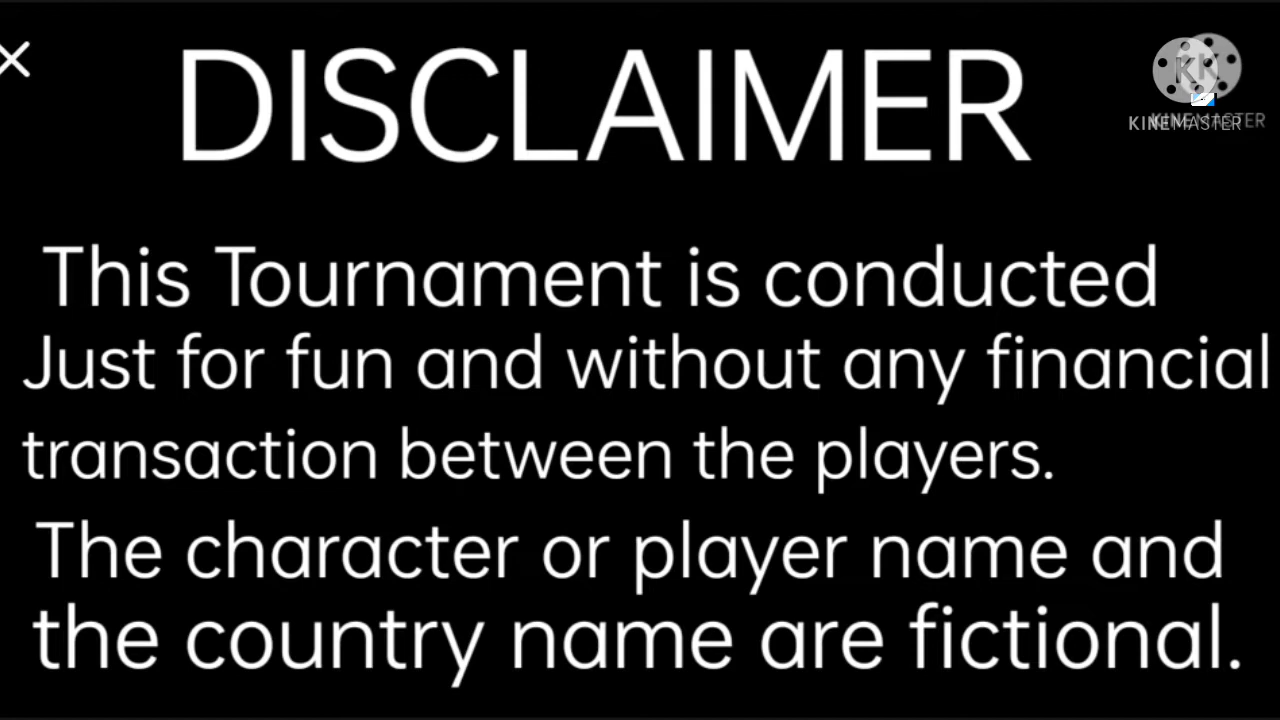 DISCLAIMER
KINEMASTER
KINEMASTER
This Tournament is conducted
Just for fun and without any financial
transaction between the players.
The character or player name and
the country name are fictional.